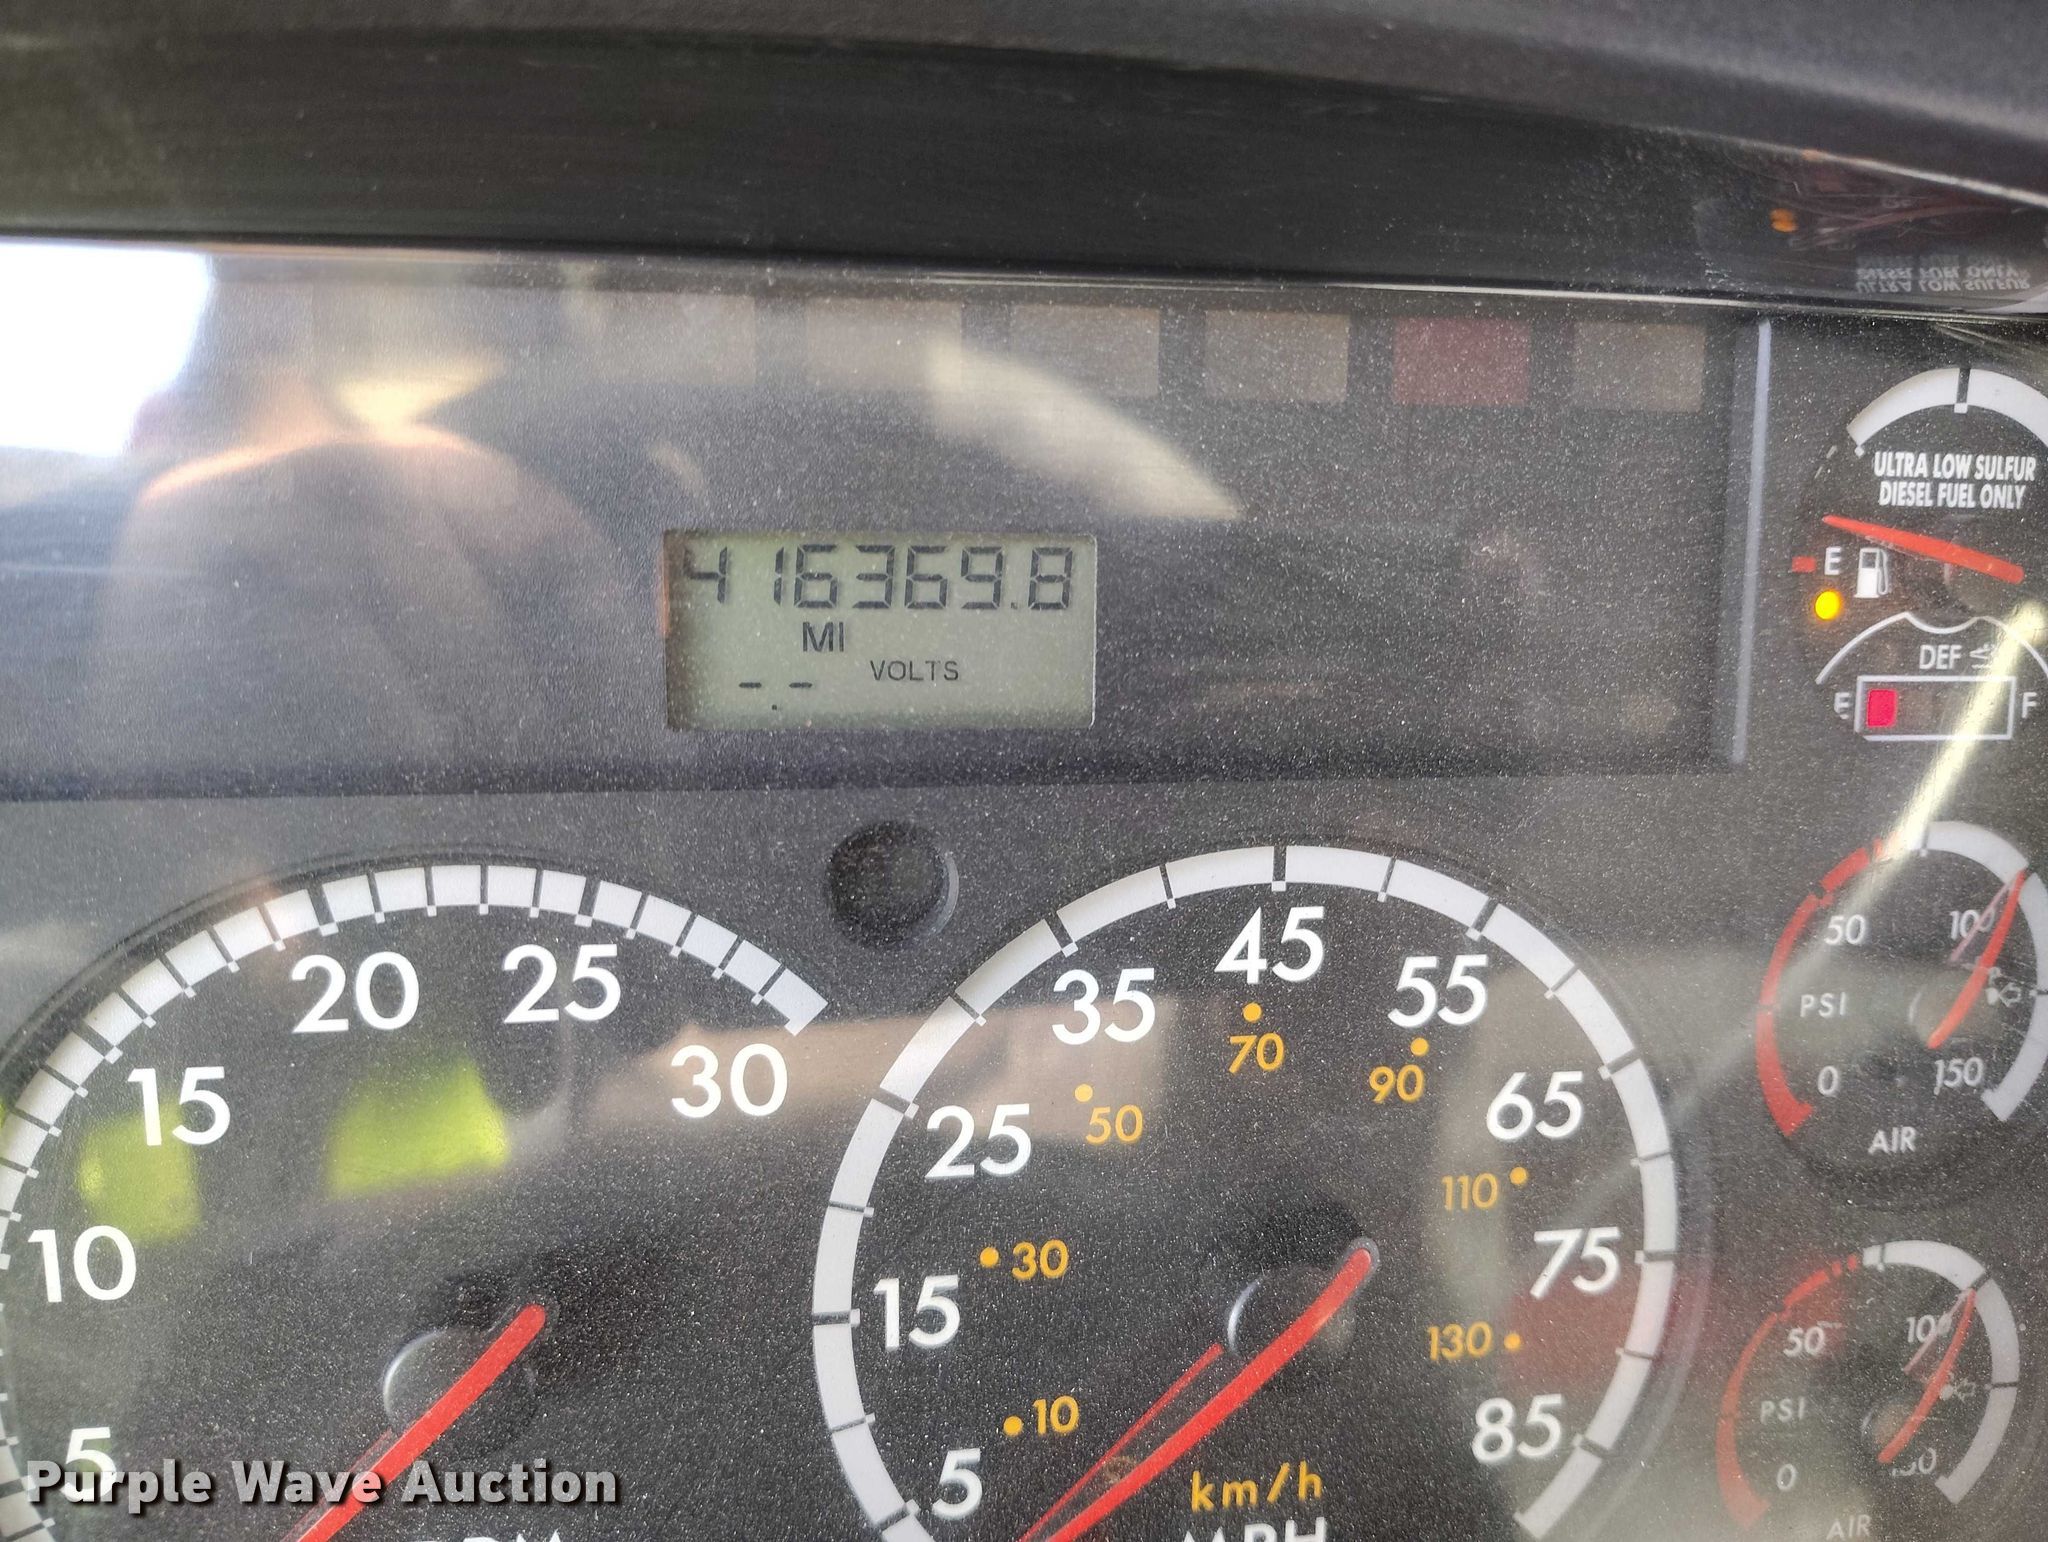 ULTRA LOW SULFUR
DIESEL FUEL ONLY
416369.8
MI
VOLTS
-- 
E
DEF
E F
50 100
PSI
0 150
AIR
5 10 15 20 25 30
5 15 25 35 45 55 65 75 85
10 30 50 70 90 110 130
km/h
MPH
50 100
PSI
0
AIR
Purple Wave Auction